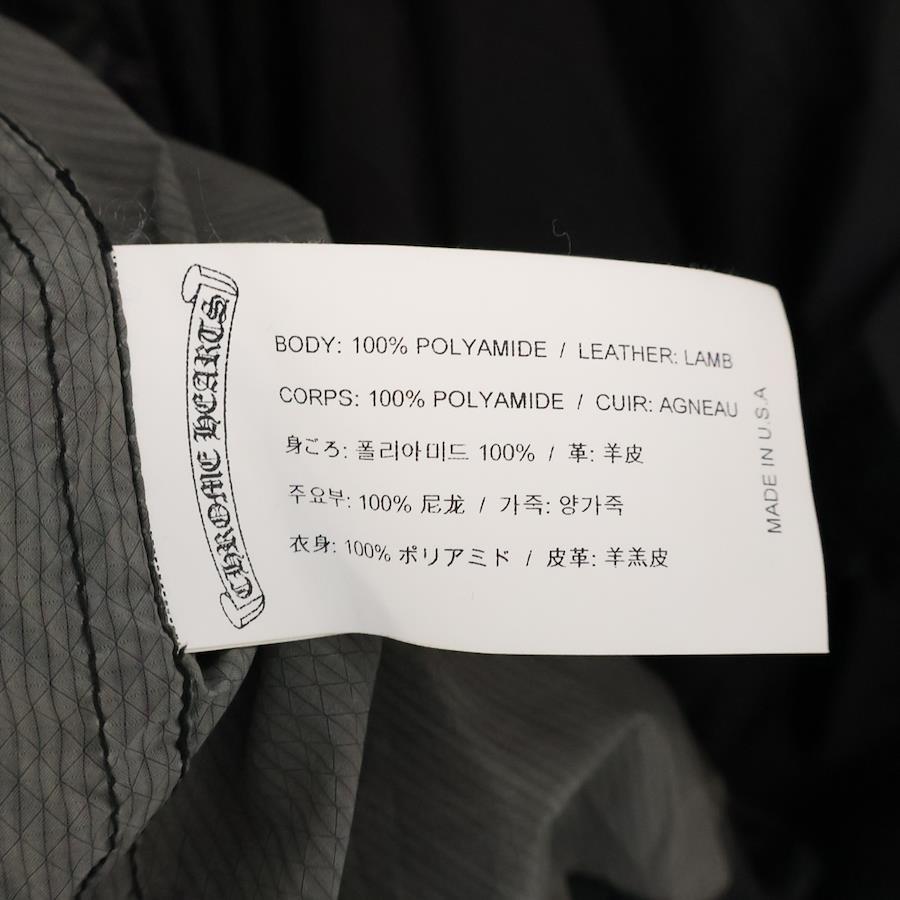 CHROME HEARTS
BODY: 100% POLYAMIDE / LEATHER: LAMB
CORPS: 100% POLYAMIDE / CUIR: AGNEAU
身ごろ: 폴리아미드 100% / 革: 羊皮
주요부: 100% 尼龙 / 가죽: 양가죽
衣身: 100% ポリアミド / 皮革: 羊羔皮
MADE IN U.S.A